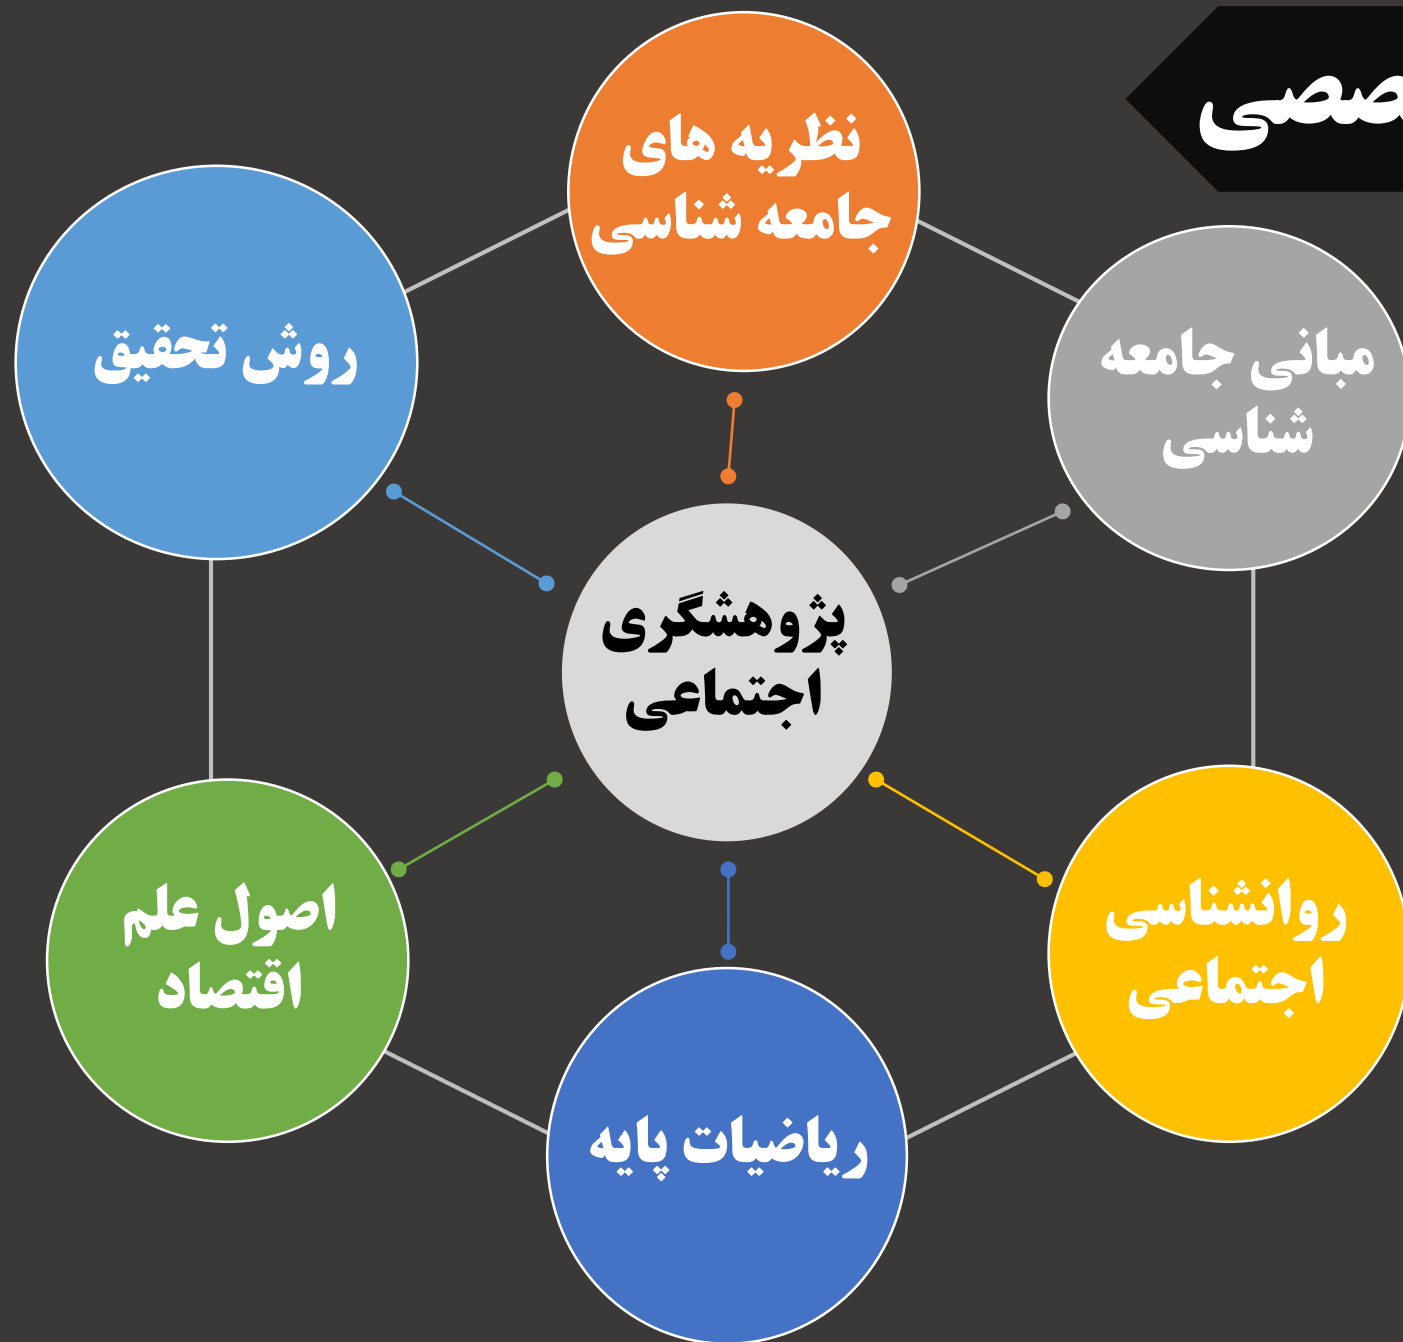 نظریه های
جامعه شناسی
مبانی جامعه
شناسی
روش تحقیق
پژوهشگری
اجتماعی
روانشناسی
اجتماعی
اصول علم
اقتصاد
ریاضیات پایه